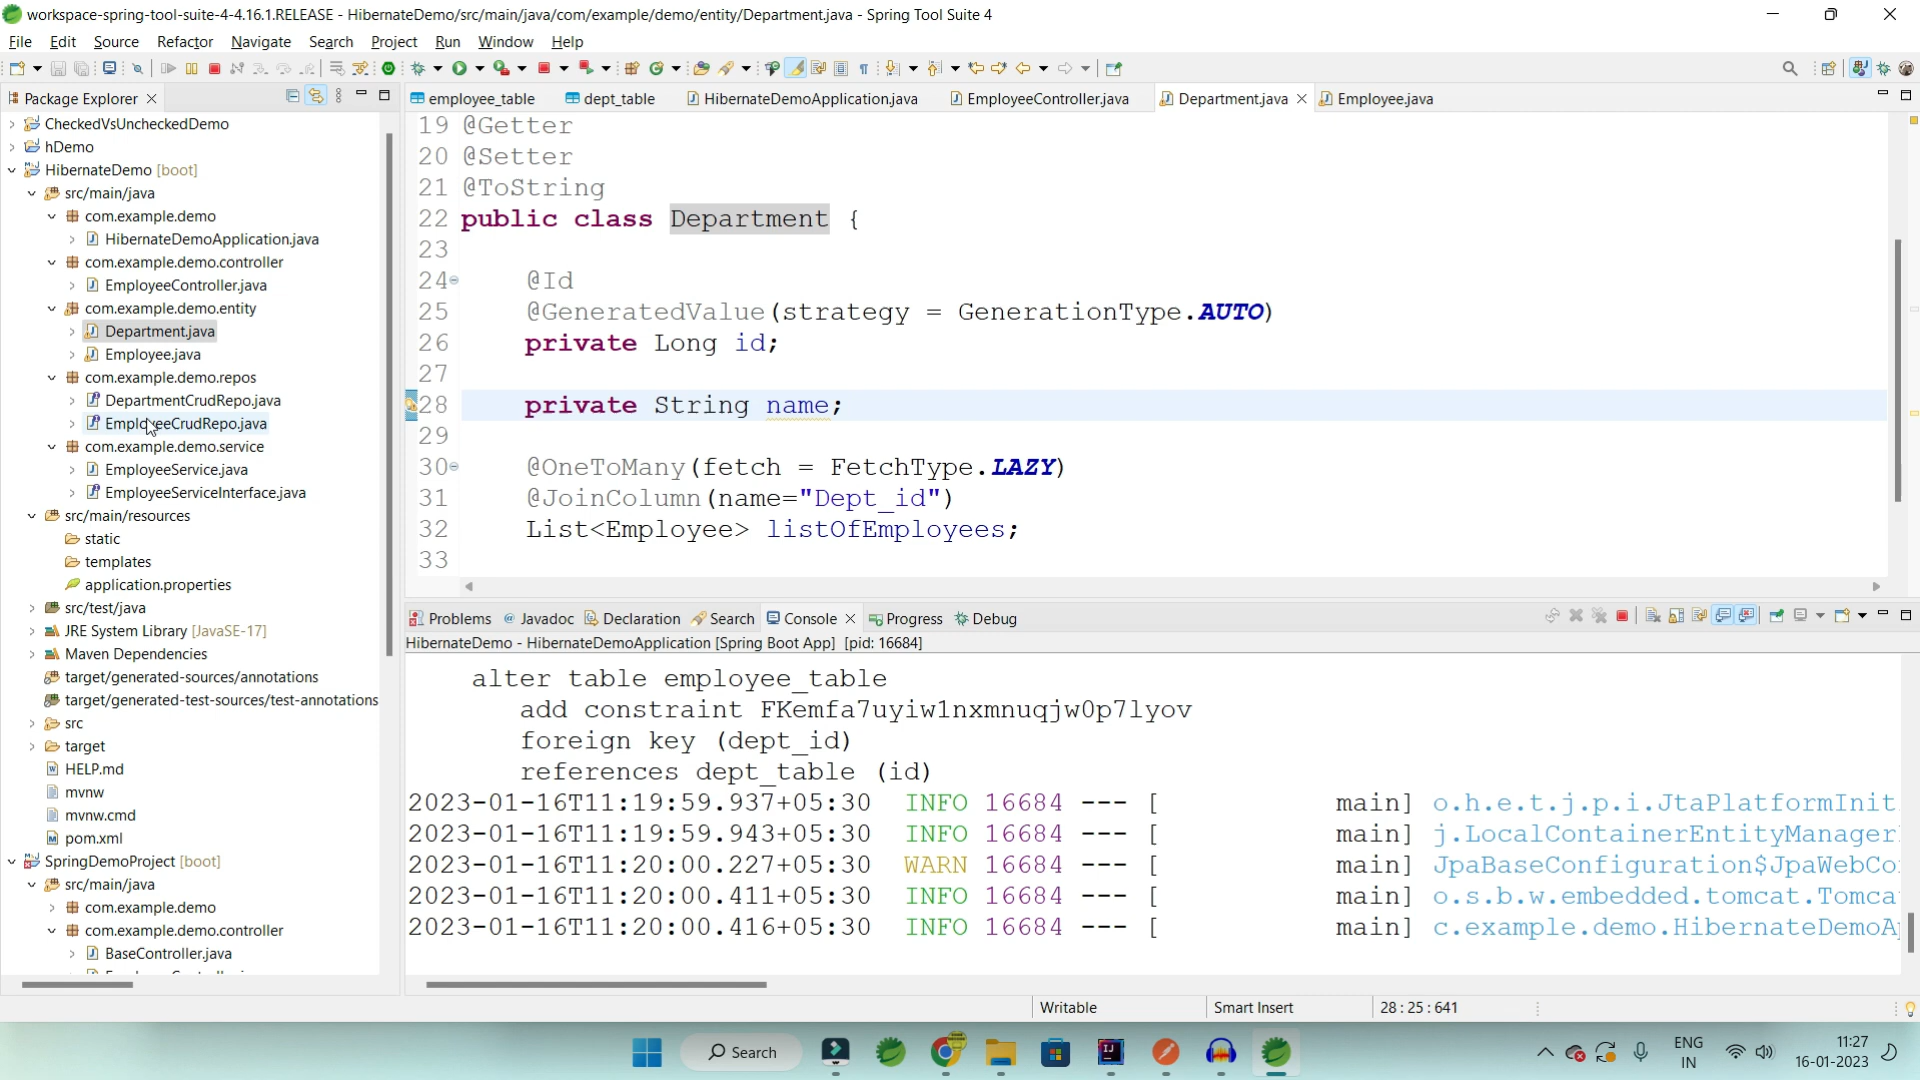 workspace-spring-tool-suite-4-4.16.1.RELEASE - HibernateDemo/src/main/java/com/example/demo/entity/Department.java - Spring Tool Suite 4
File Edit Source Refactor Navigate Search Project Run Window Help
Package Explorer
CheckedVsUncheckedDemo
hDemo
HibernateDemo [boot]
src/main/java
com.example.demo
HibernateDemoApplication.java
com.example.demo.controller
EmployeeController.java
com.example.demo.entity
Department.java
Employee.java
com.example.demo.repos
DepartmentCrudRepo.java
EmployeeCrudRepo.java
com.example.demo.service
EmployeeService.java
EmployeeServiceInterface.java
src/main/resources
static
templates
application.properties
src/test/java
JRE System Library [JavaSE-17]
Maven Dependencies
target/generated-sources/annotations
target/generated-test-sources/test-annotations
src
target
HELP.md
mvnw
mvnw.cmd
pom.xml
SpringDemoProject [boot]
src/main/java
com.example.demo
com.example.demo.controller
BaseController.java
employee_table dept_table HibernateDemoApplication.java EmployeeController.java Department.java Employee.java
19 @Getter
20 @Setter
21 @ToString
22 public class Department {
23
24 @Id
25 @GeneratedValue(strategy = GenerationType.AUTO)
26 private Long id;
27
28 private String name;
29
30 @OneToMany(fetch = FetchType.LAZY)
31 @JoinColumn(name="Dept_id")
32 List<Employee> listOfEmployees;
33
Problems Javadoc Declaration Search Console Progress Debug
HibernateDemo - HibernateDemoApplication [Spring Boot App] [pid: 16684]
alter table employee_table
add constraint FKemfa7uyiw1nxmnuqjw0p7lyov
foreign key (dept_id)
references dept_table (id)
2023-01-16T11:19:59.937+05:30 INFO 16684 --- [ main] o.h.e.t.j.p.i.JtaPlatformInit
2023-01-16T11:19:59.943+05:30 INFO 16684 --- [ main] j.LocalContainerEntityManager
2023-01-16T11:20:00.227+05:30 WARN 16684 --- [ main] JpaBaseConfiguration$JpaWebCo
2023-01-16T11:20:00.411+05:30 INFO 16684 --- [ main] o.s.b.w.embedded.tomcat.Tomca
2023-01-16T11:20:00.416+05:30 INFO 16684 --- [ main] c.example.demo.HibernateDemoA
Writable Smart Insert 28 : 25 : 641
Search
ENG
IN
11:27
16-01-2023